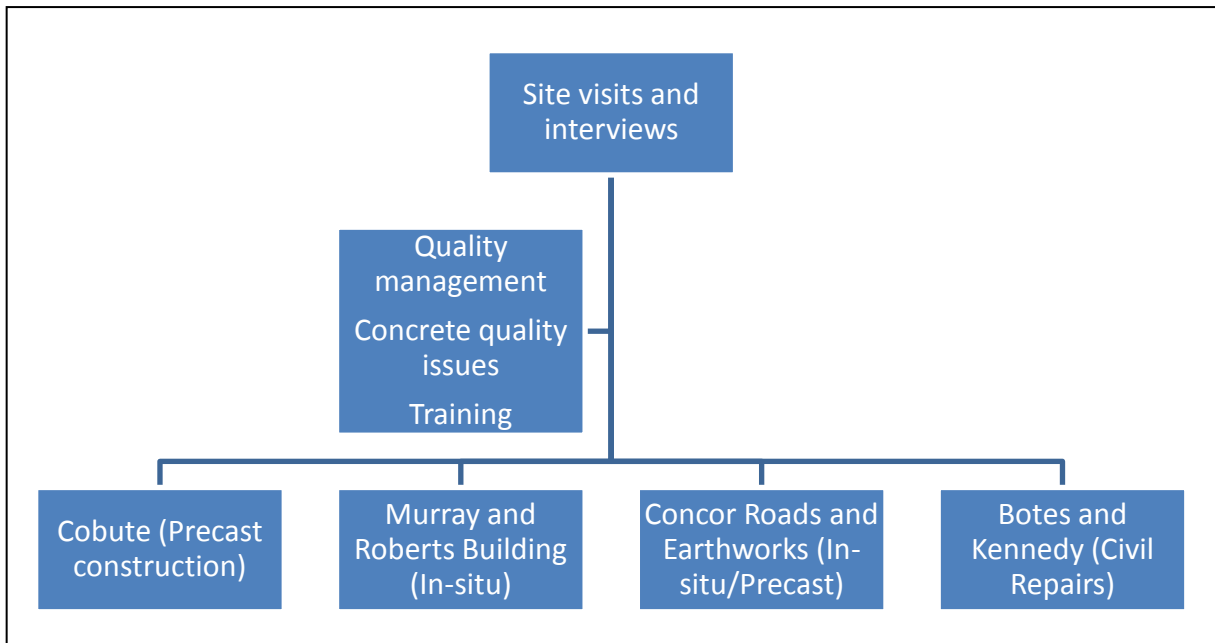 Site visits and
interviews
Quality
management
Concrete quality
issues
Training
Cobute (Precast
construction)
Murray and
Roberts Building
(In-situ)
Concor Roads and
Earthworks (In-
situ/Precast)
Botes and
Kennedy (Civil
Repairs)